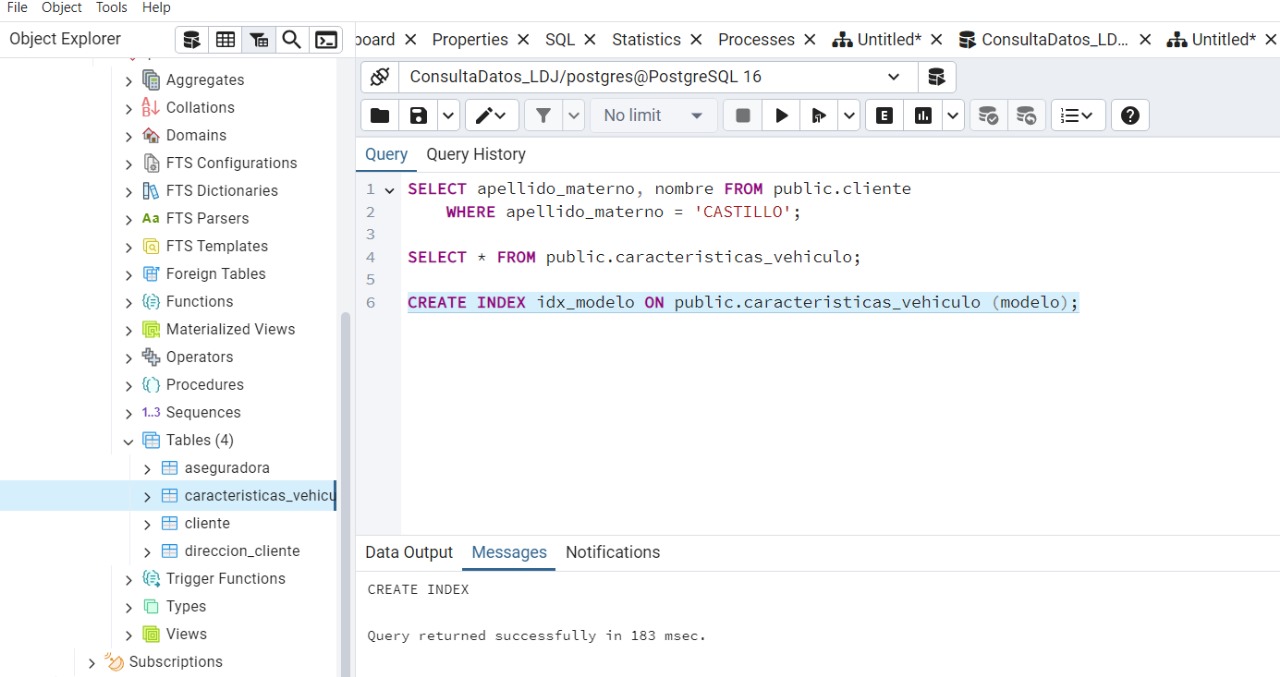 File Object Tools Help
Object Explorer
board Properties SQL Statistics Processes Untitled* ConsultaDatos_LD... Untitled*
ConsultaDatos_LDJ/postgres@PostgreSQL 16
No limit
E
Query Query History
1 SELECT apellido_materno, nombre FROM public.cliente
2 WHERE apellido_materno = 'CASTILLO';
3
4 SELECT * FROM public.caracteristicas_vehiculo;
5
6 CREATE INDEX idx_modelo ON public.caracteristicas_vehiculo (modelo);
Aggregates
Collations
Domains
FTS Configurations
FTS Dictionaries
Aa FTS Parsers
FTS Templates
Foreign Tables
Functions
Materialized Views
Operators
Procedures
1..3 Sequences
Tables (4)
aseguradora
caracteristicas_vehicu
cliente
direccion_cliente
Trigger Functions
Types
Views
Subscriptions
Data Output Messages Notifications
CREATE INDEX
Query returned successfully in 183 msec.